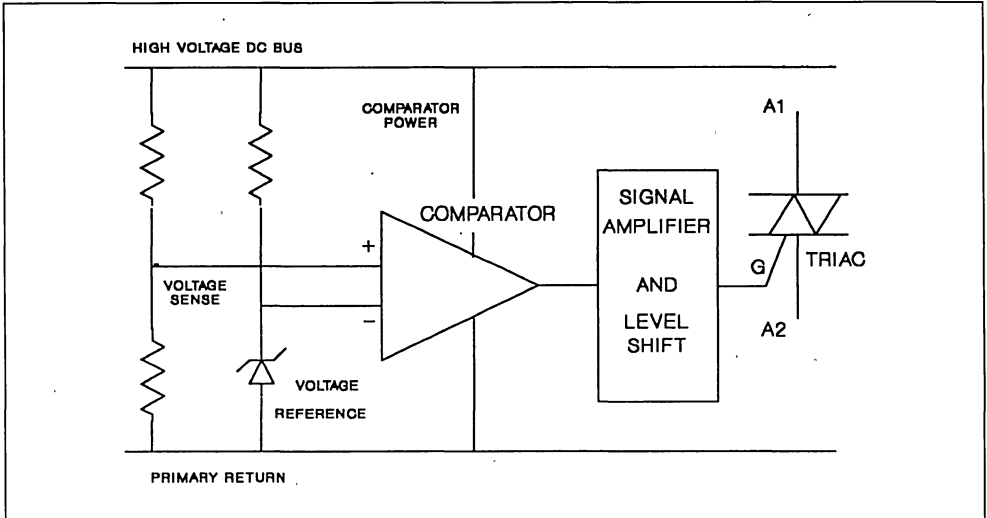 HIGH VOLTAGE DC BUS
COMPARATOR
POWER
A1
SIGNAL
AMPLIFIER
AND
LEVEL
SHIFT
COMPARATOR
+
−
G
TRIAC
A2
VOLTAGE
SENSE
VOLTAGE
REFERENCE
PRIMARY RETURN